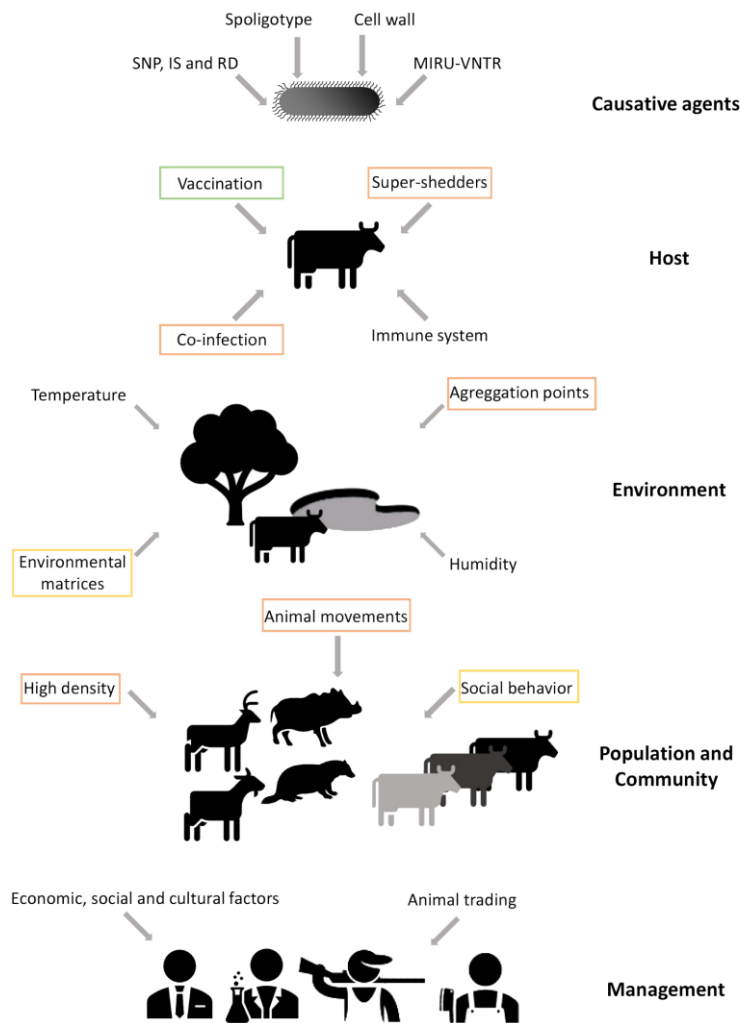 Spoligotype
Cell wall
SNP, IS and RD
MIRU-VNTR
Causative agents
Vaccination
Super-shedders
Host
Co-infection
Immune system
Temperature
Agreggation points
Environment
Environmental
matrices
Humidity
Animal movements
High density
Social behavior
Population and
Community
Economic, social and cultural factors
Animal trading
Management